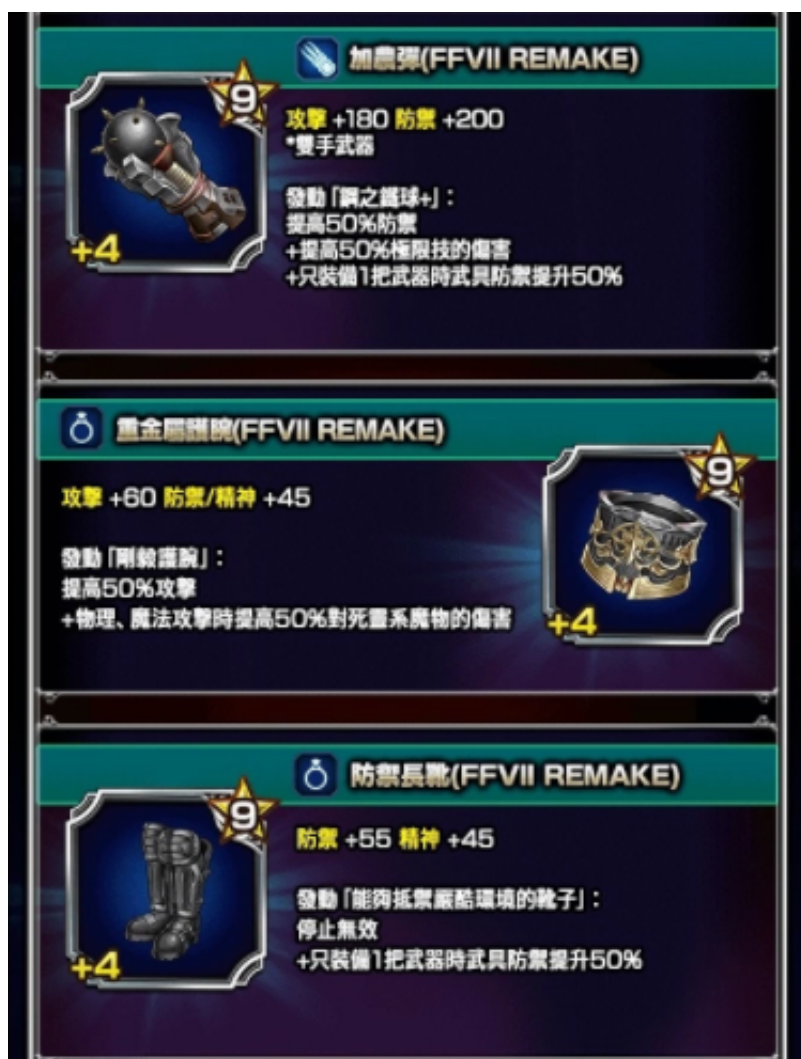 加農彈(FFVII REMAKE)
9
攻擊 +180 防禦 +200
*雙手武器
+4
發動「鋼之鐵球+」：
提高50%防禦
+提高50%極限技的傷害
+只裝備1把武器時武具防禦提升50%
重金屬護腕(FFVII REMAKE)
9
攻擊 +60 防禦/精神 +45
發動「剛毅護腕」：
提高50%攻擊
+物理、魔法攻擊時提高50%對死靈系魔物的傷害
+4
防禦長靴(FFVII REMAKE)
9
防禦 +55 精神 +45
發動「能夠抵禦嚴酷環境的靴子」：
停止無效
+4
+只裝備1把武器時武具防禦提升50%